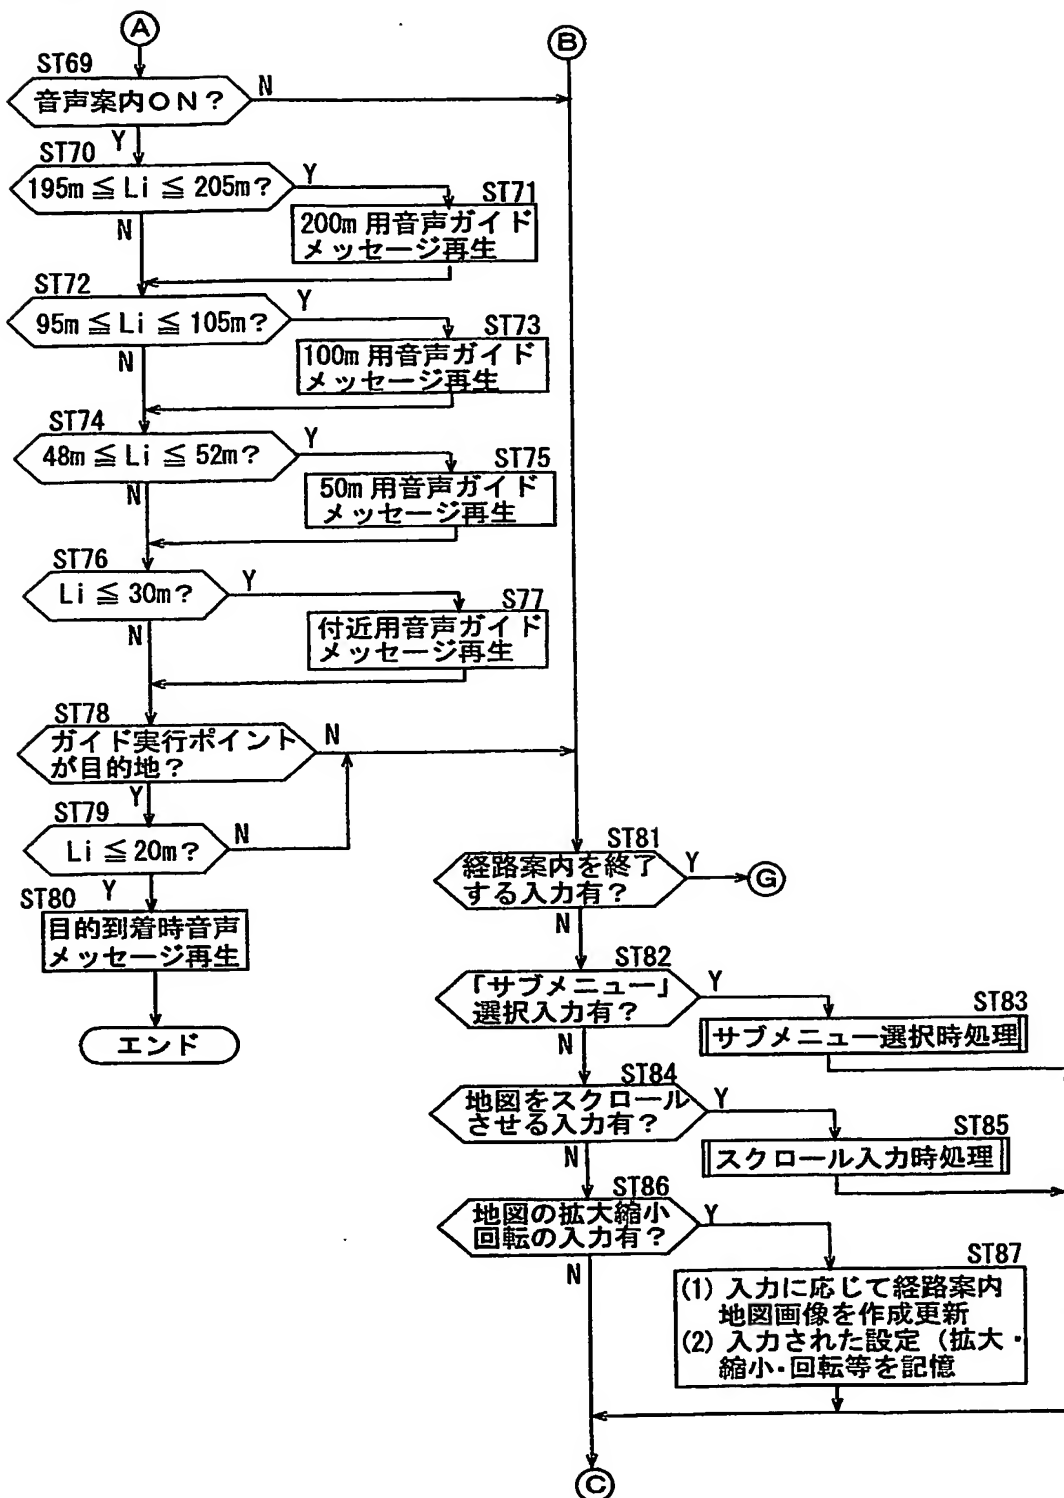 A
ST69
音声案内ON?
N
Y
ST70
195m ≦ Li ≦ 205m?
Y
N
ST71
200m 用音声ガイド
メッセージ再生
ST72
95m ≦ Li ≦ 105m?
Y
N
ST73
100m 用音声ガイド
メッセージ再生
ST74
48m ≦ Li ≦ 52m?
Y
N
ST75
50m 用音声ガイド
メッセージ再生
ST76
Li ≦ 30m?
Y
N
S77
付近用音声ガイド
メッセージ再生
ST78
ガイド実行ポイント
が目的地?
N
Y
ST79
Li ≦ 20m?
N
Y
ST80
目的到着時音声
メッセージ再生
エンド
B
ST81
経路案内を終了
する入力有?
Y
G
N
ST82
「サブメニュー」
選択入力有?
Y
N
ST83
サブメニュー選択時処理
ST84
地図をスクロール
させる入力有?
Y
N
ST85
スクロール入力時処理
ST86
地図の拡大縮小
回転の入力有?
Y
N
ST87
(1) 入力に応じて経路案内
地図画像を作成更新
(2) 入力された設定(拡大・
縮小・回転等を記憶
C